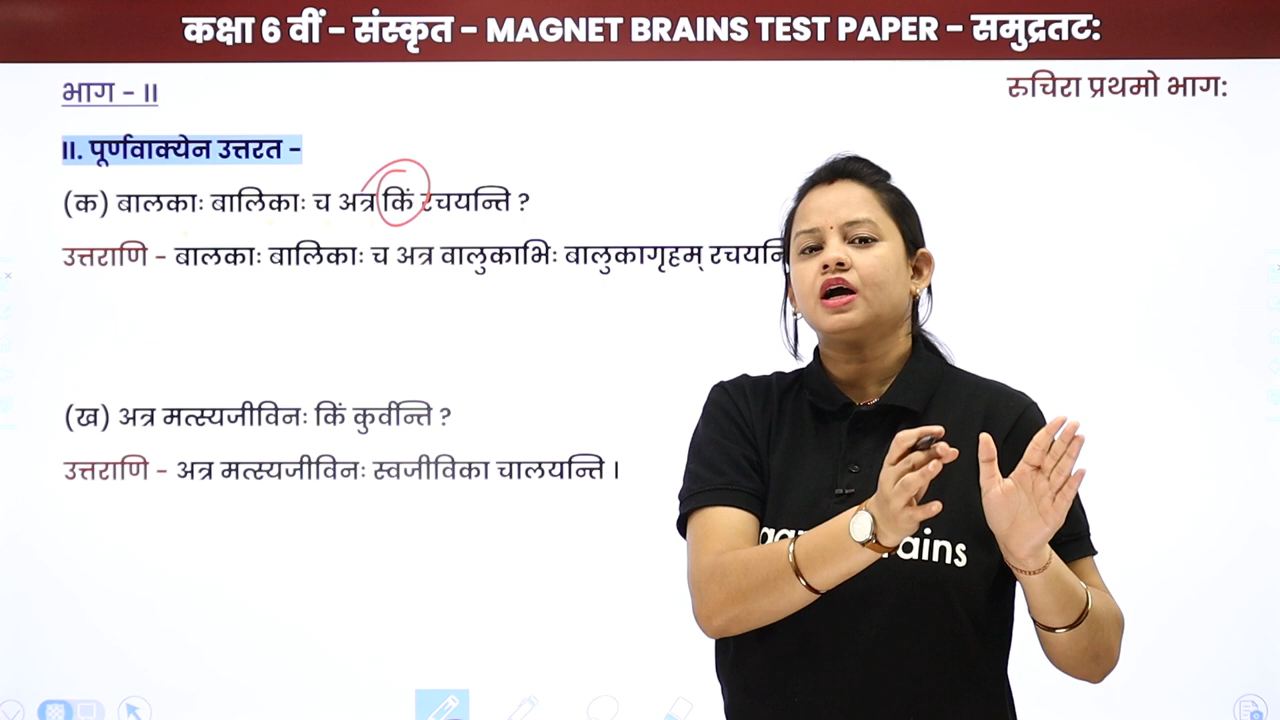 कक्षा 6 वीं - संस्कृत - MAGNET BRAINS TEST PAPER - समुद्रतट:
भाग - II
रुचिरा प्रथमो भाग:
II. पूर्णवाक्येन उत्तरत -
(क) बालकाः बालिकाः च अत्र किं रचयन्ति ?
उत्तराणि - बालकाः बालिकाः च अत्र वालुकाभिः बालुकागृहम्
(ख) अत्र मत्स्यजीविनः किं कुर्वन्ति ?
उत्तराणि - अत्र मत्स्यजीविनः स्वजीविका चालयन्ति ।